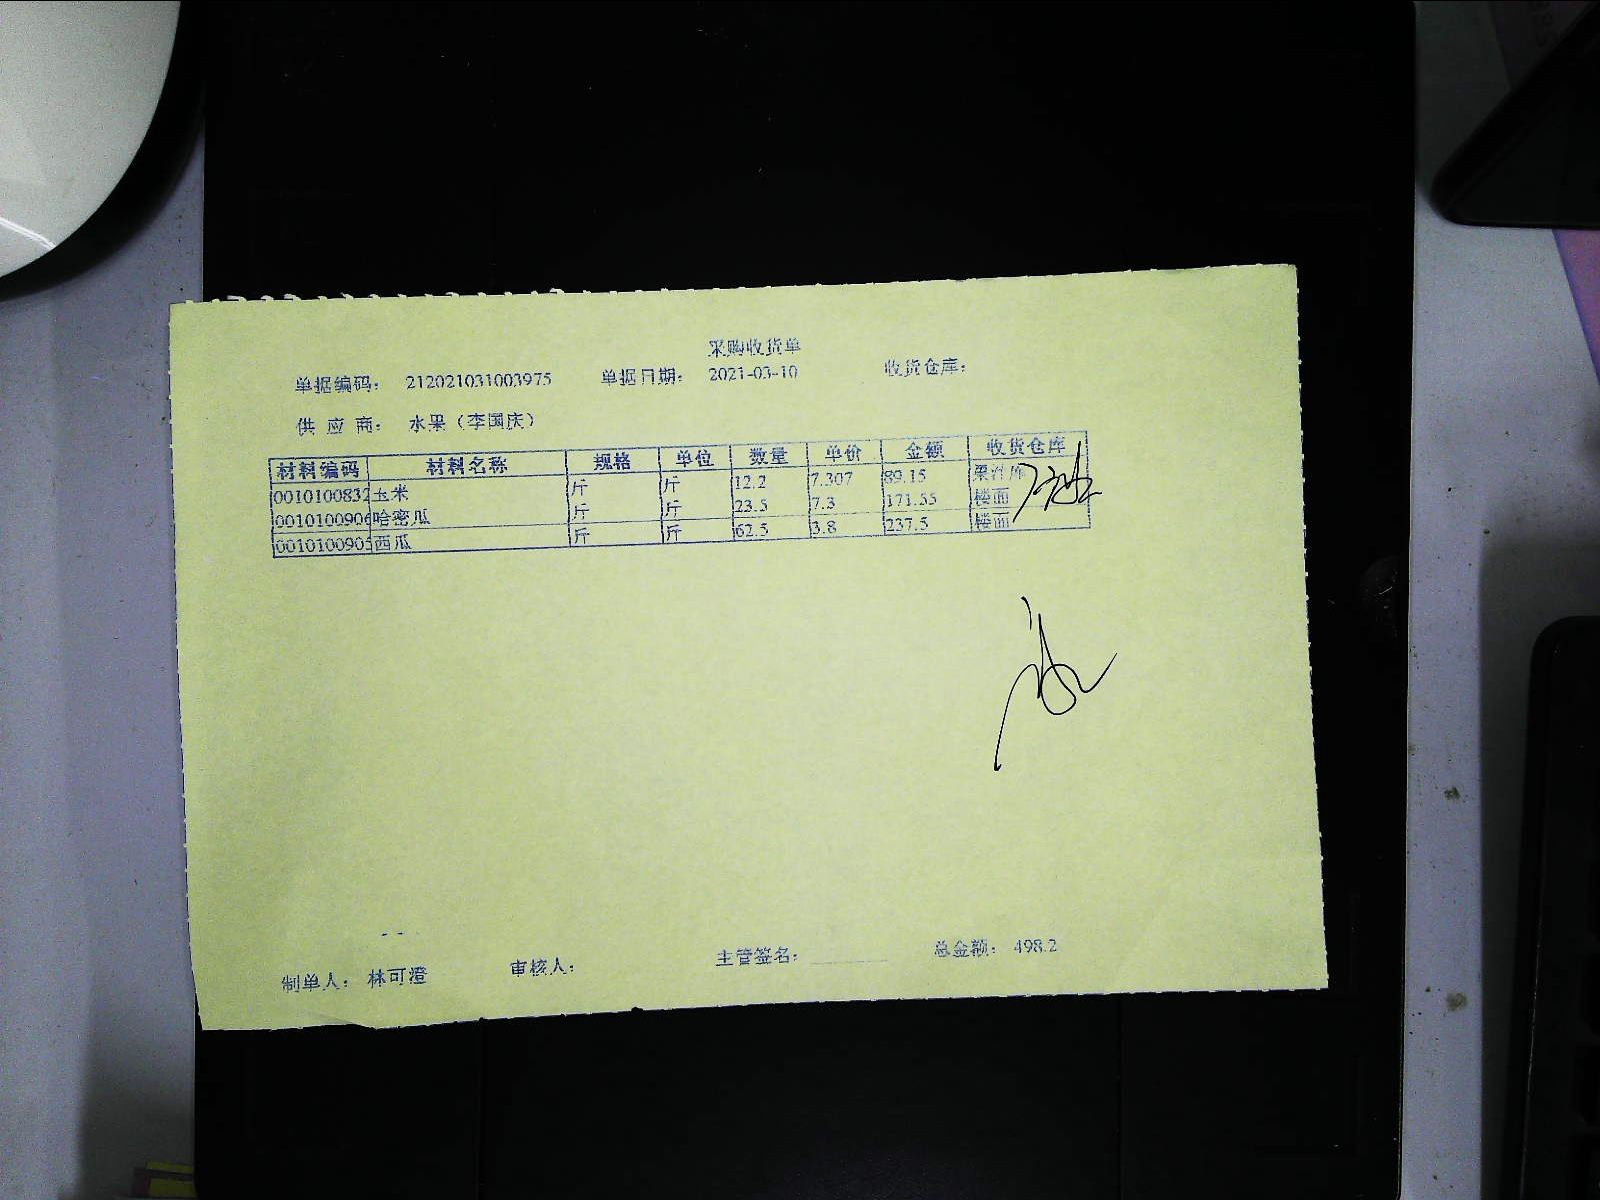 采购收货单
单据编码： 212021031003975 单据日期： 2021-03-10 收货仓库：
供 应 商： 水果（李国庆）
材料编码 材料名称 规格 单位 数量 单价 金额 收货仓库
0010100832 玉米 斤 斤 12.2 7.307 89.15 果汁库
0010100906 哈密瓜 斤 斤 23.5 7.3 171.55 楼面
0010100905 西瓜 斤 斤 62.5 3.8 237.5 楼面
制单人： 林可澄 审核人： 主管签名： 总金额： 498.2